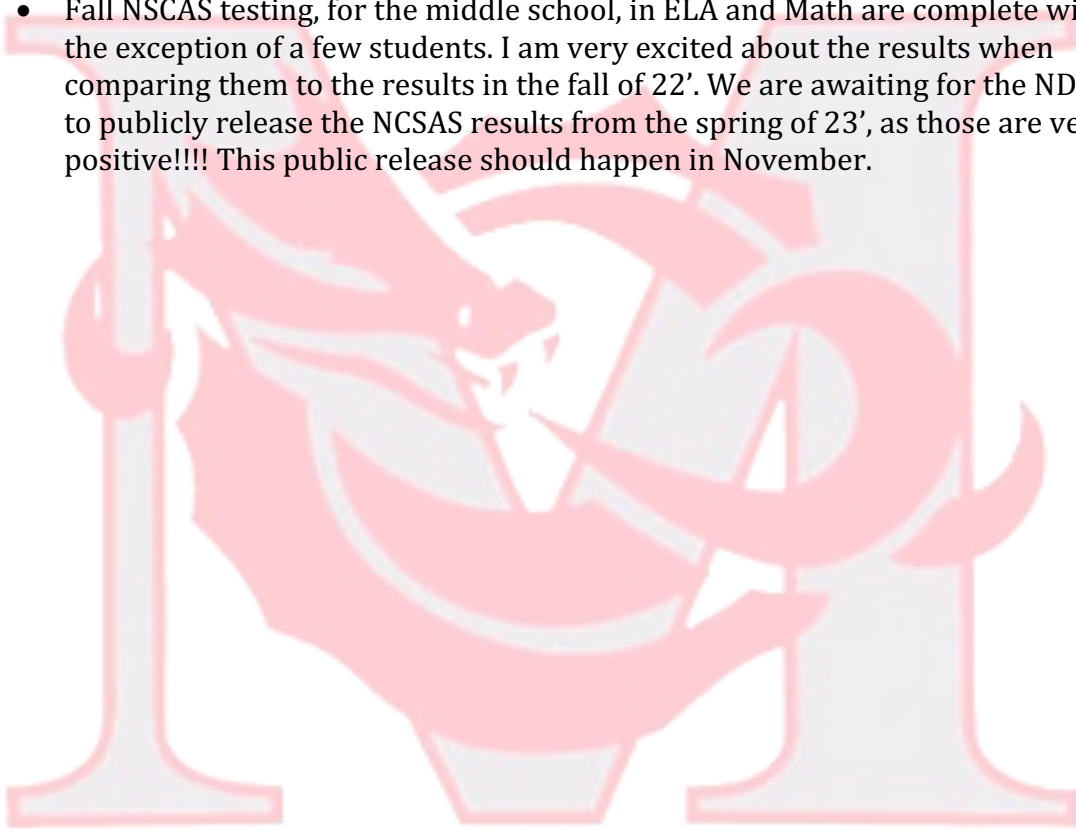 • Fall NSCAS testing, for the middle school, in ELA and Math are complete wi
the exception of a few students. I am very excited about the results when
comparing them to the results in the fall of 22’. We are awaiting for the ND
to publicly release the NCSAS results from the spring of 23’, as those are ve
positive!!!! This public release should happen in November.